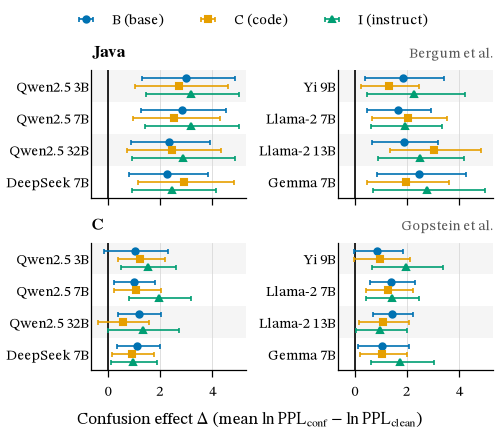 B (base) C (code) I (instruct)
Java Bergum et al.
Qwen2.5 3B Yi 9B
Qwen2.5 7B Llama-2 7B
Qwen2.5 32B Llama-2 13B
DeepSeek 7B Gemma 7B
C Gopstein et al.
Qwen2.5 3B Yi 9B
Qwen2.5 7B Llama-2 7B
Qwen2.5 32B Llama-2 13B
DeepSeek 7B Gemma 7B
0 2 4 0 2 4
Confusion effect Δ (mean ln PPLconf − ln PPLclean)